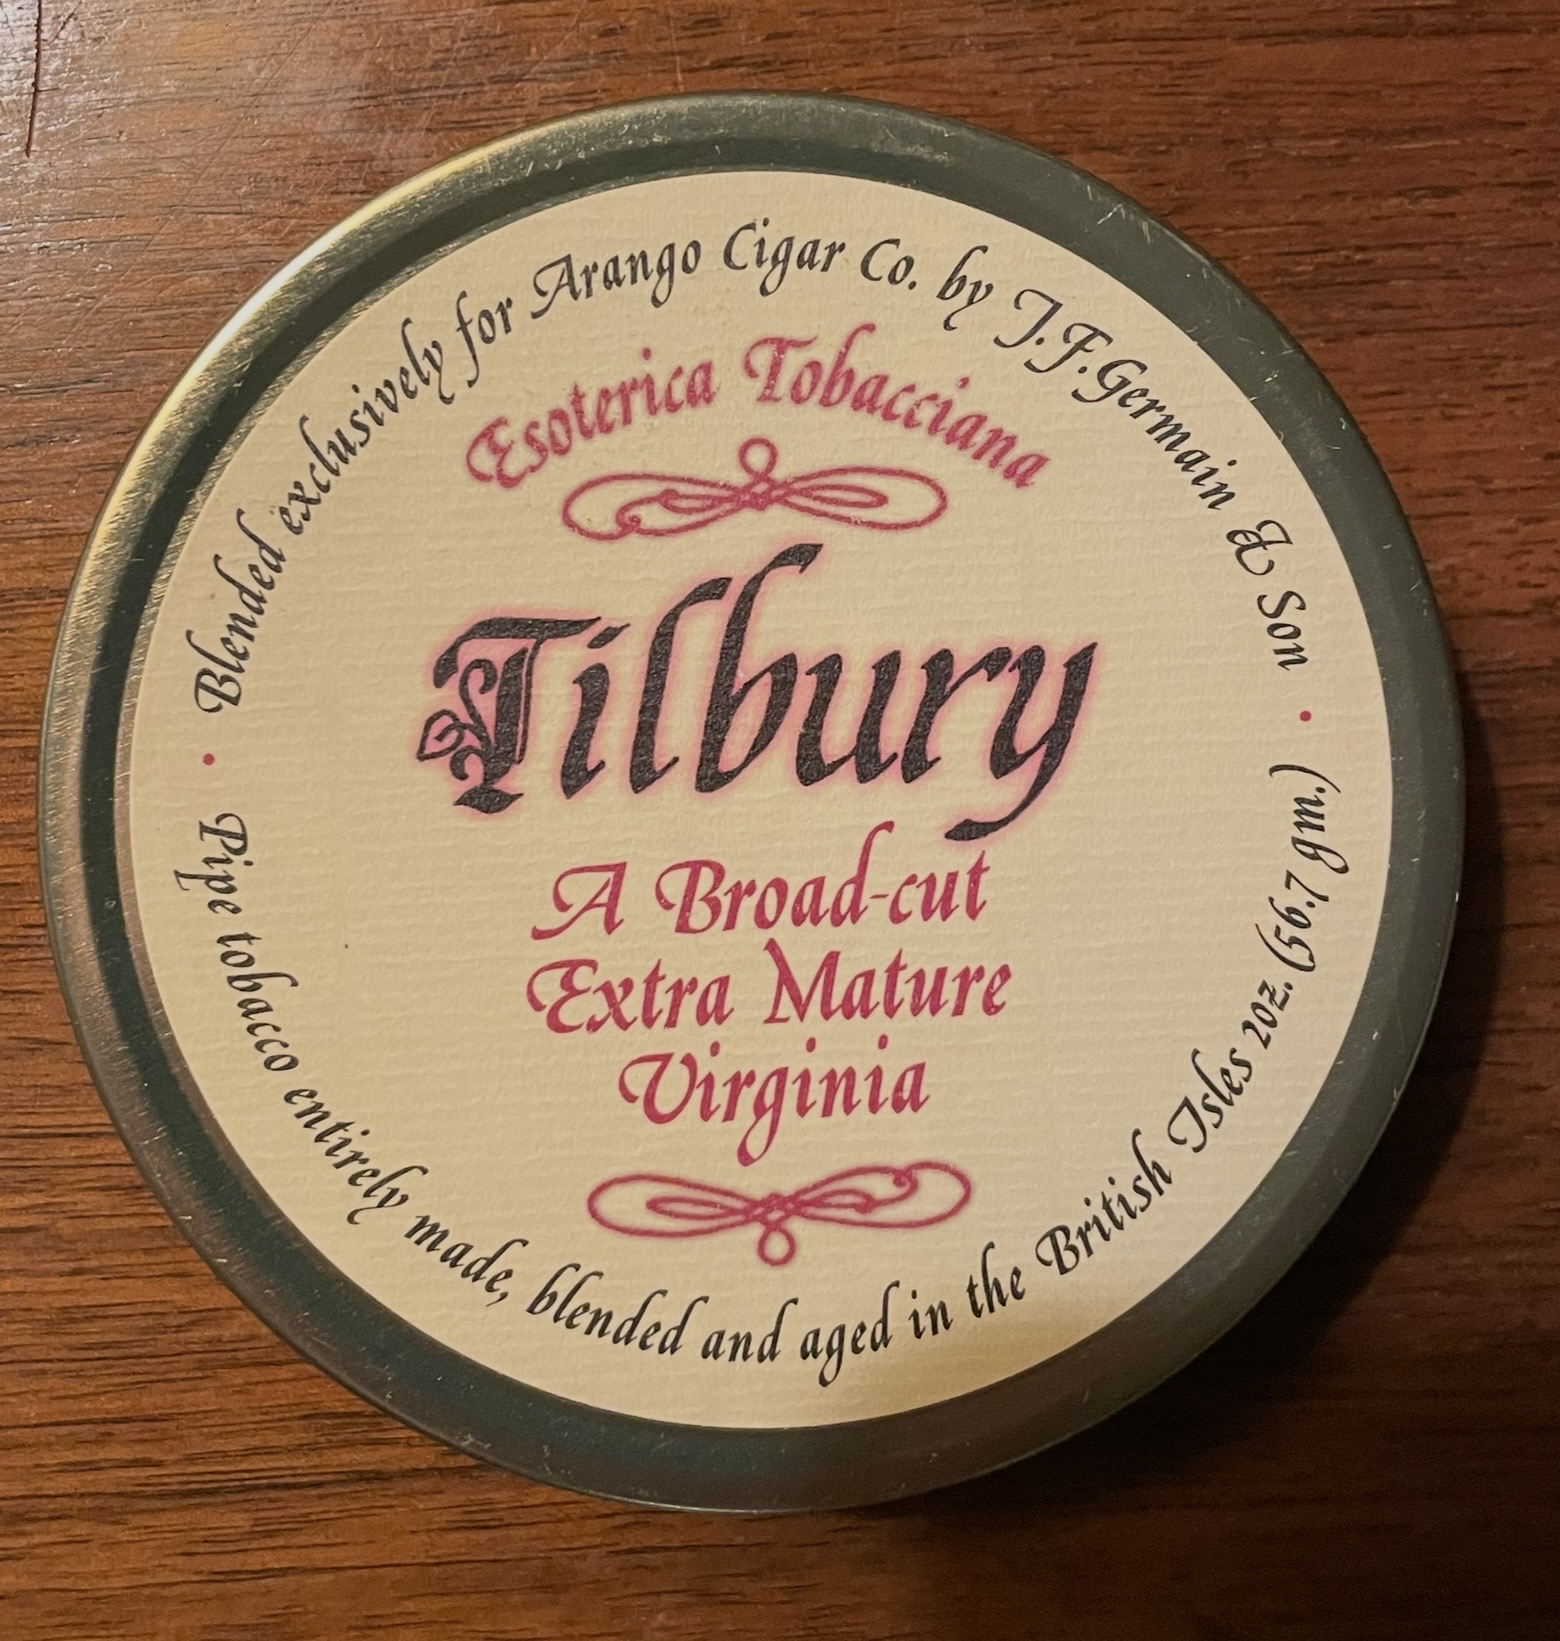 Blended exclusively for Arango Cigar Co. by J.F.Germain & Son
Esoterica Tobacciana
Tilbury
A Broad-cut
Extra Mature
Virginia
Pipe tobacco entirely made, blended and aged in the British Isles 2oz. (56.7 gm.)